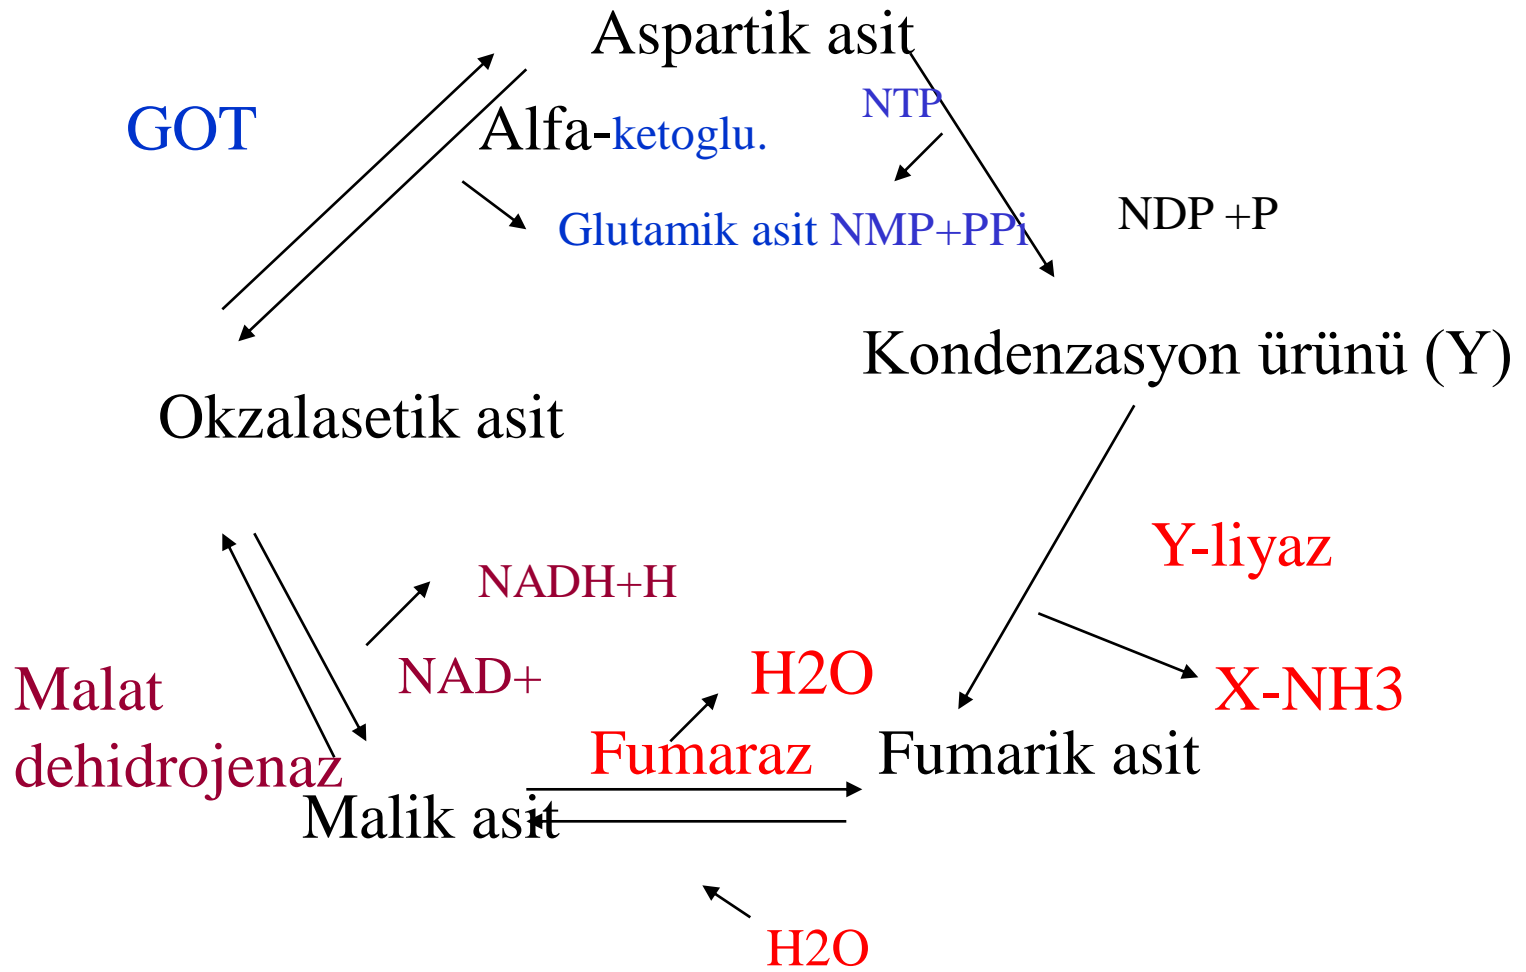 Aspartik asit
NTP
GOT
Alfa-ketoglu.
Glutamik asit NMP+PPi
NDP +P
Kondenzasyon ürünü (Y)
Okzalasetik asit
Y-liyaz
NADH+H
NAD+
H2O
X-NH3
Malat
dehidrojenaz
Fumaraz
Fumarik asit
Malik asit
H2O